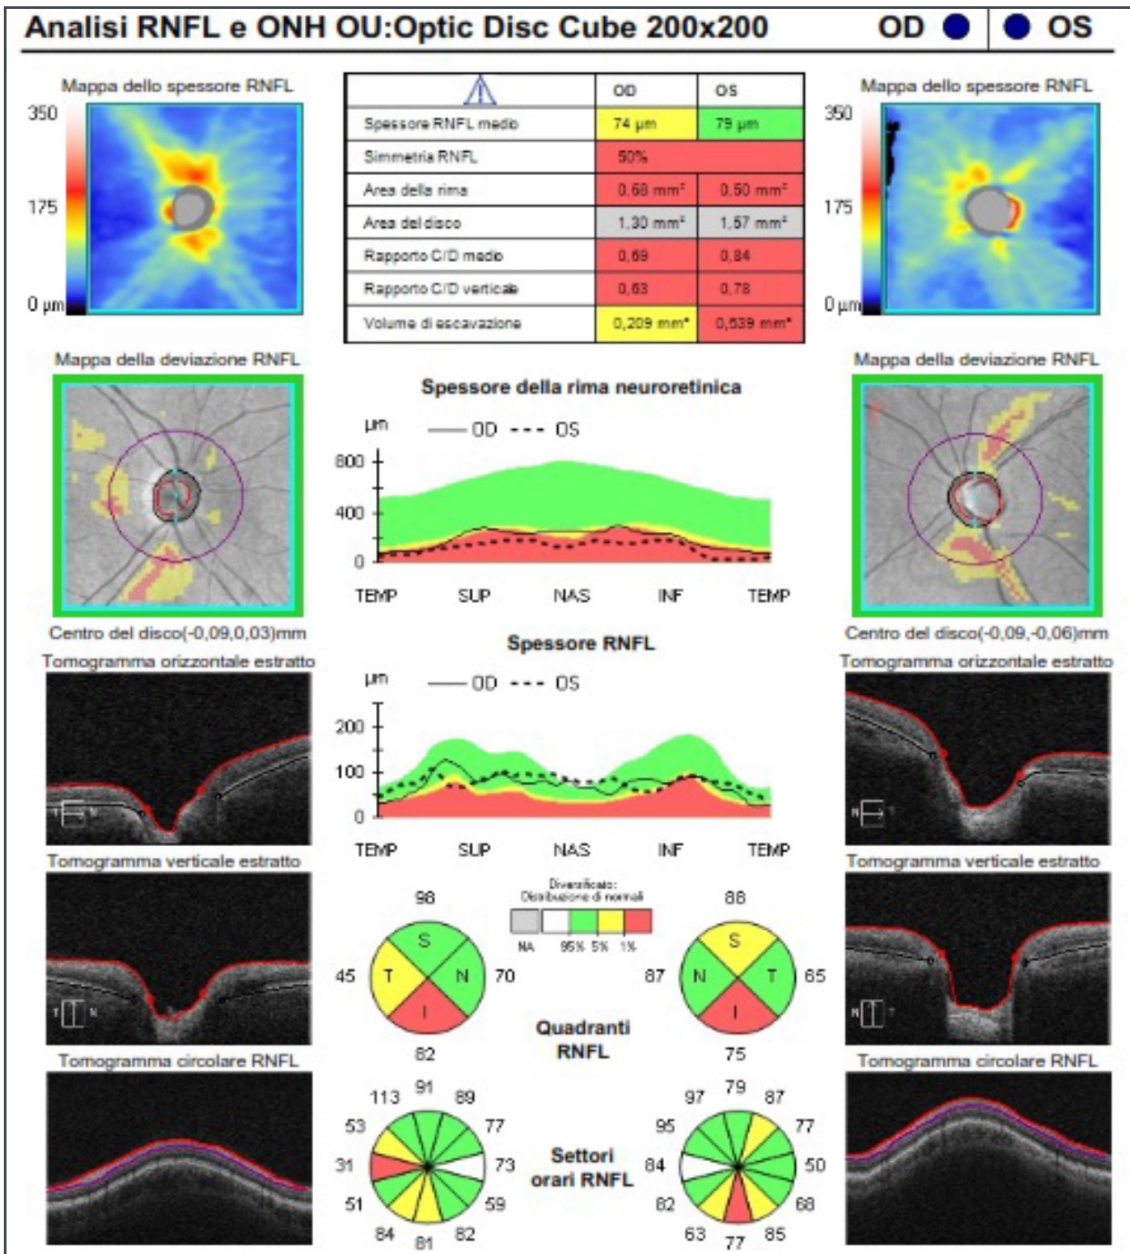 Analisi RNFL e ONH OU:Optic Disc Cube 200x200 OD OS
Mappa dello spessore RNFL
350
175
0 µm
OD OS
Spessore RNFL medio 74 µm 79 µm
Simmetria RNFL 50%
Area della rima 0,68 mm² 0,50 mm²
Area del disco 1,30 mm² 1,57 mm²
Rapporto C/D medio 0,69 0,84
Rapporto C/D verticale 0,63 0,78
Volume di escavazione 0,209 mm³ 0,539 mm³
Mappa dello spessore RNFL
350
175
0 µm
Mappa della deviazione RNFL
Centro del disco(-0,09,0,03)mm
Spessore della rima neuroretinica
µm OD OS
800
400
0
TEMP SUP NAS INF TEMP
Mappa della deviazione RNFL
Centro del disco(-0,09,-0,06)mm
Tomogramma orizzontale estratto
T N
Spessore RNFL
µm OD OS
200
100
0
TEMP SUP NAS INF TEMP
Tomogramma orizzontale estratto
N T
Tomogramma verticale estratto
T N
Diversificato:
Distribuzione di normali
NA 95% 5% 1%
98
S
45 T N 70
I
82
88
S
87 N T 65
I
75
Quadranti
RNFL
Tomogramma verticale estratto
N T
Tomogramma circolare RNFL
113 91 89
53 77
31 73
51 59
84 81 82
Settori
orari RNFL
97 79 87
95 77
84 50
82 68
63 77 85
Tomogramma circolare RNFL